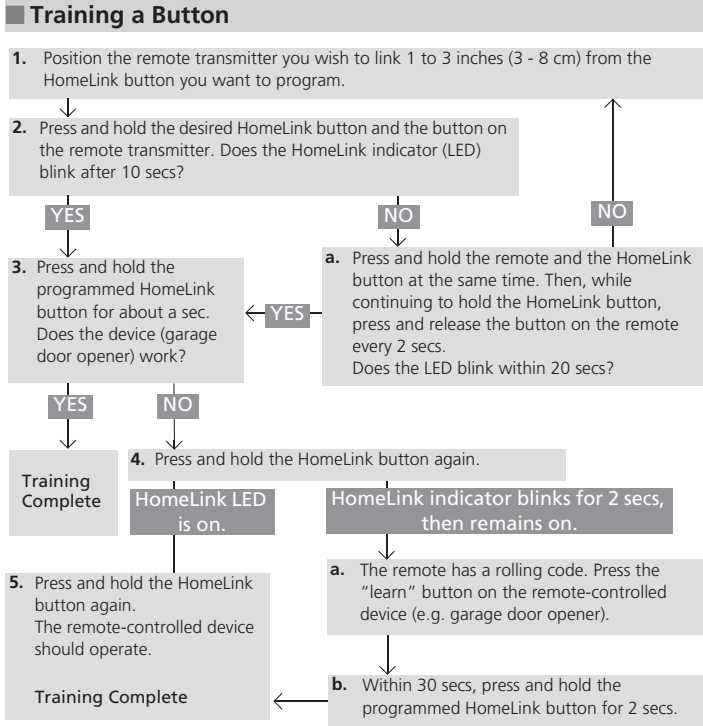 Training a Button
1. Position the remote transmitter you wish to link 1 to 3 inches (3 - 8 cm) from the
HomeLink button you want to program.
2. Press and hold the desired HomeLink button and the button on
the remote transmitter. Does the HomeLink indicator (LED)
blink after 10 secs?
YES
NO
NO
3. Press and hold the
programmed HomeLink
button for about a sec.
Does the device (garage
door opener) work?
YES
a. Press and hold the remote and the HomeLink
button at the same time. Then, while
continuing to hold the HomeLink button,
press and release the button on the remote
every 2 secs.
Does the LED blink within 20 secs?
YES
NO
Training
Complete
4. Press and hold the HomeLink button again.
HomeLink LED
is on.
HomeLink indicator blinks for 2 secs,
then remains on.
5. Press and hold the HomeLink
button again.
The remote-controlled device
should operate.
Training Complete
a. The remote has a rolling code. Press the
“learn” button on the remote-controlled
device (e.g. garage door opener).
b. Within 30 secs, press and hold the
programmed HomeLink button for 2 secs.